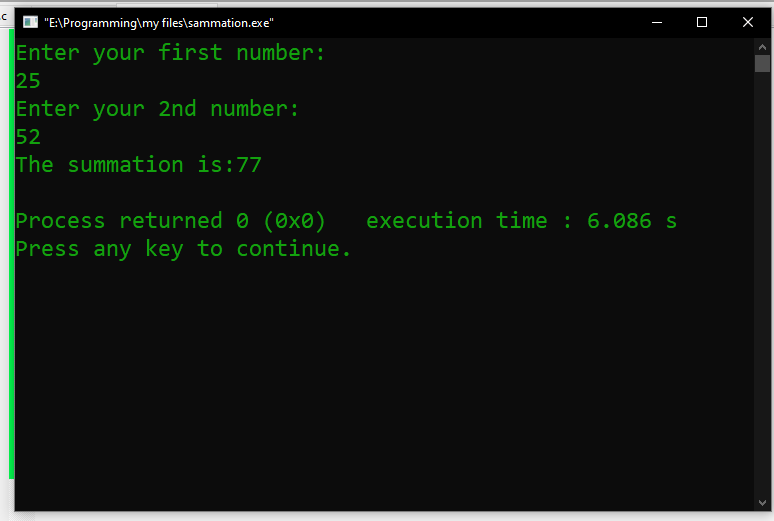 .c
"E:\Programming\my files\sammation.exe"
Enter your first number:
25
Enter your 2nd number:
52
The summation is:77
Process returned 0 (0x0)   execution time : 6.086 s
Press any key to continue.